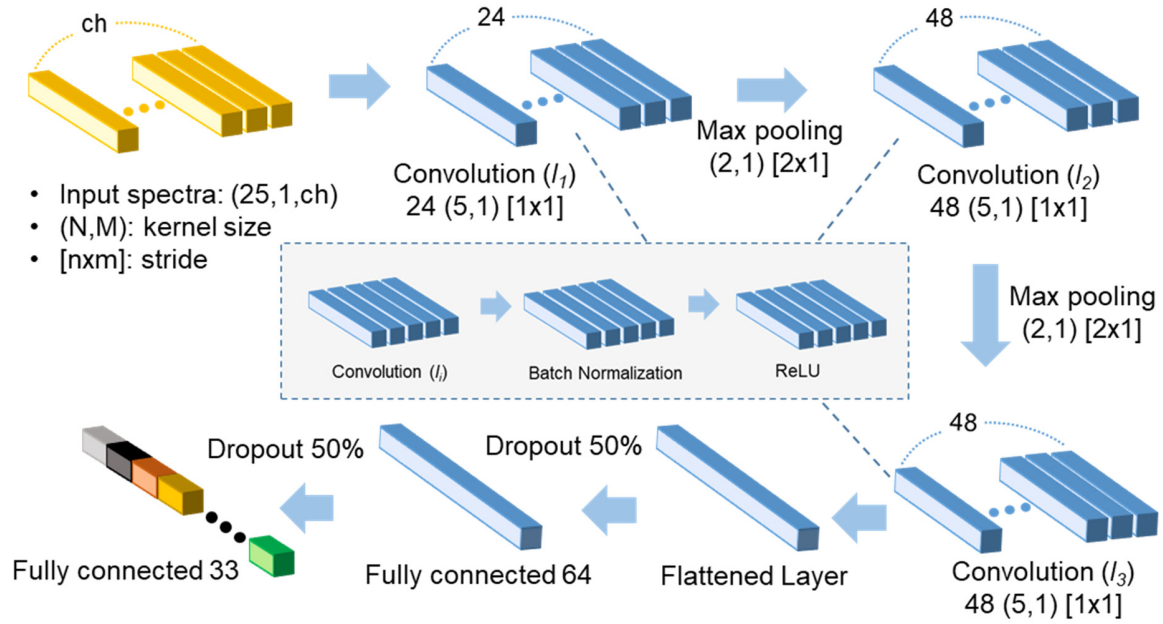 ch
• Input spectra: (25,1,ch)
• (N,M): kernel size
• [nxm]: stride
24
Convolution (l₁)
24 (5,1) [1x1]
Max pooling
(2,1) [2x1]
48
Convolution (l₂)
48 (5,1) [1x1]
Max pooling
(2,1) [2x1]
Convolution (lᵢ)
Batch Normalization
ReLU
48
Convolution (l₃)
48 (5,1) [1x1]
Flattened Layer
Dropout 50%
Fully connected 64
Dropout 50%
Fully connected 33